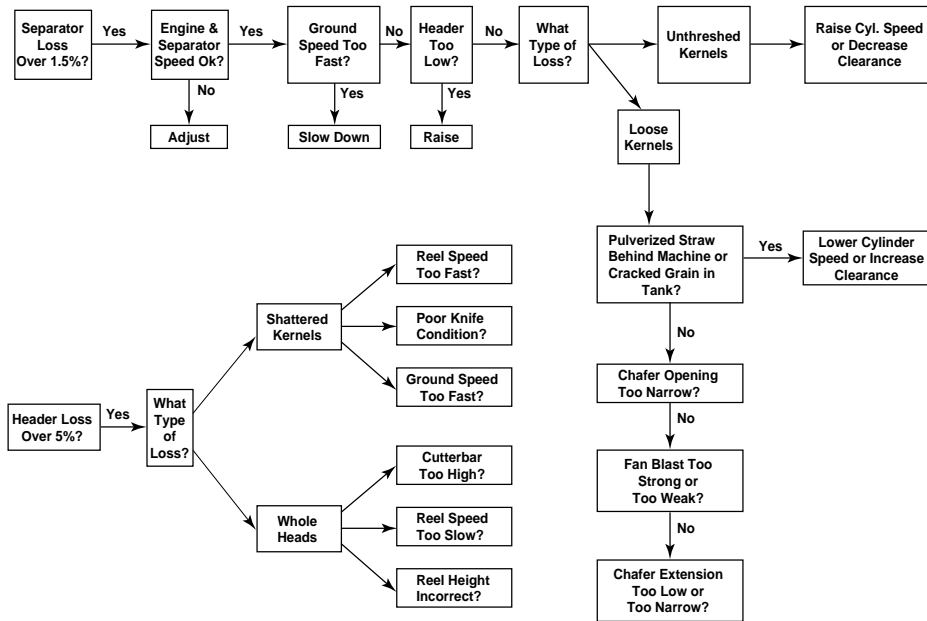 Separator
Loss
Over 1.5%?
Yes
Engine &
Separator
Speed Ok?
Yes
Ground
Speed Too
Fast?
No
Header
Too
Low?
No
What
Type of
Loss?
Unthreshed
Kernels
Raise Cyl. Speed
or Decrease
Clearance
No
Adjust
Yes
Slow Down
Yes
Raise
Loose
Kernels
Pulverized Straw
Behind Machine or
Cracked Grain in
Tank?
Yes
Lower Cylinder
Speed or Increase
Clearance
No
Chafer Opening
Too Narrow?
No
Fan Blast Too
Strong or
Too Weak?
No
Chafer Extension
Too Low or
Too Narrow?
Header Loss
Over 5%?
Yes
What
Type
of
Loss?
Shattered
Kernels
Reel Speed
Too Fast?
Poor Knife
Condition?
Ground Speed
Too Fast?
Whole
Heads
Cutterbar
Too High?
Reel Speed
Too Slow?
Reel Height
Incorrect?